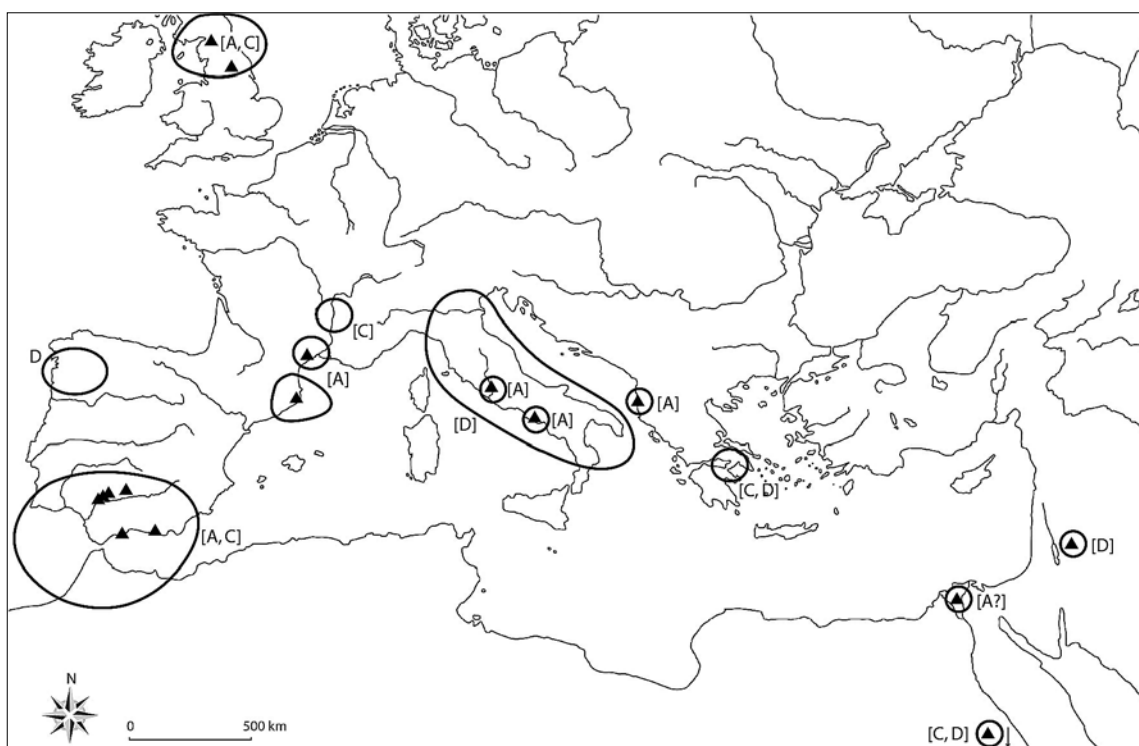 [A, C]
[C]
D
[A]
[A]
[A]
[D]
[A]
[C, D]
[A, C]
[D]
[A?]
N
0
500 km
[C, D]